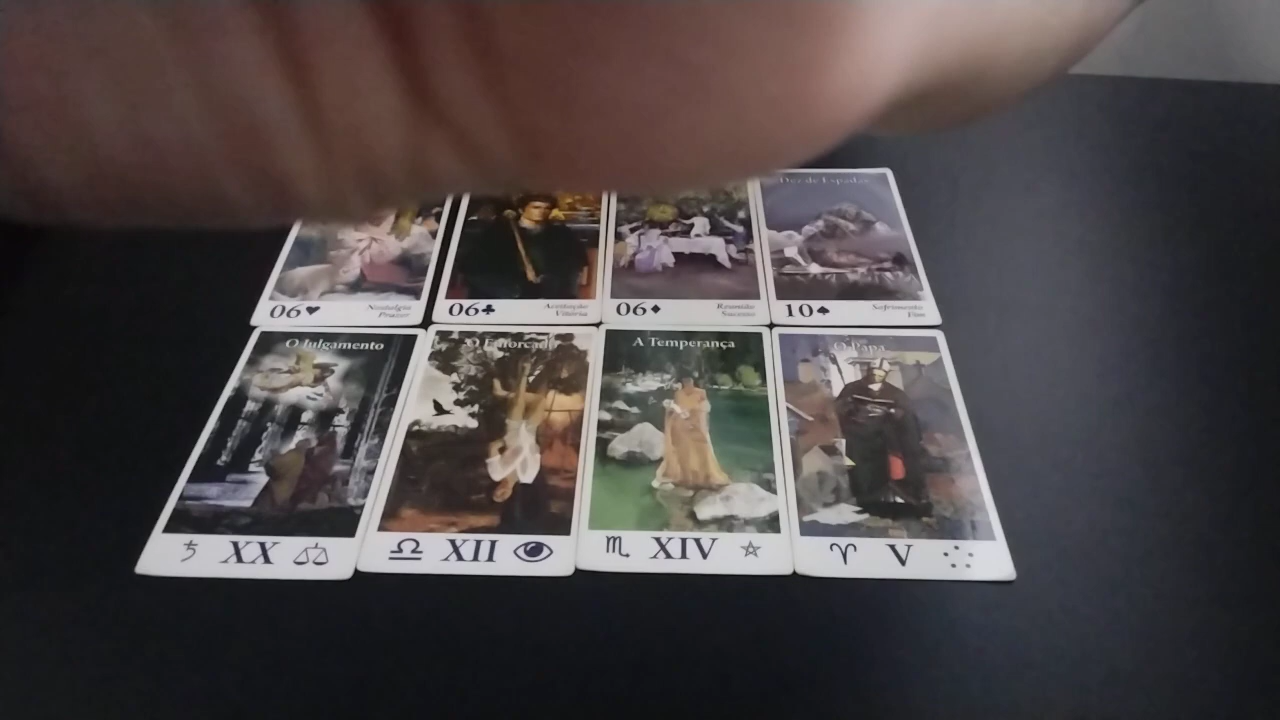 Dez de Espadas
06♥ Nostalgia
Prazer
06♣ Aceitação
Vitória
06♦ Reunião
Sucesso
10♠ Sofrimento
Fim
O Julgamento
XX
O Enforcado
XII
A Temperança
XIV
O Papa
V